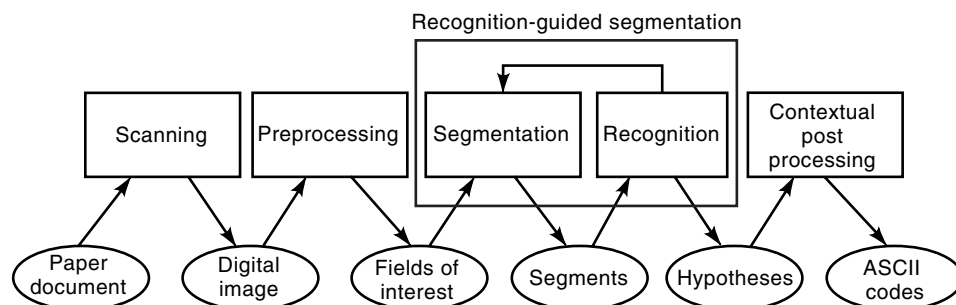 Recognition-guided segmentation
Scanning
Preprocessing
Segmentation
Recognition
Contextual
post
processing
Paper
document
Digital
image
Fields of
interest
Segments
Hypotheses
ASCII
codes